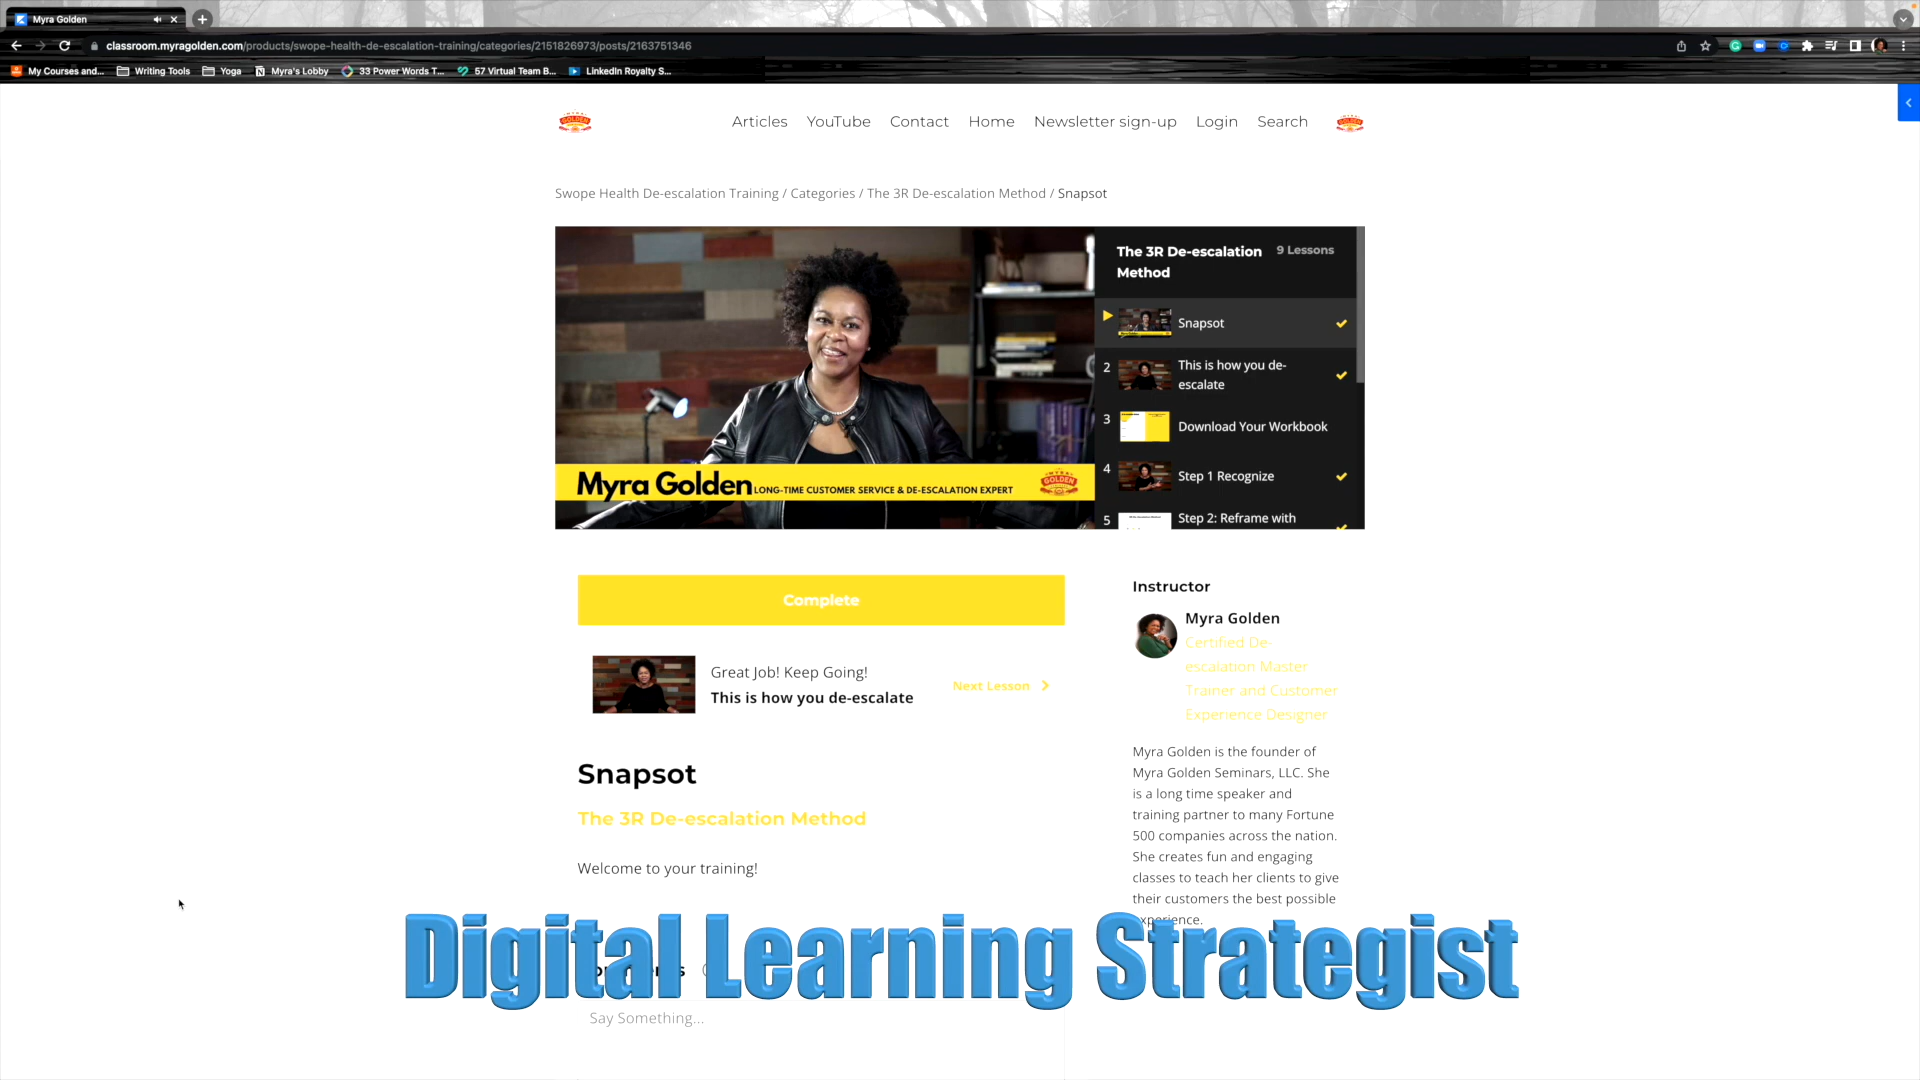 Myra Golden
classroom.myragolden.com/products/swope-health-de-escalation-training/categories/2151826973/posts/2163751346
My Courses and...
Writing Tools
Yoga
Myra's Lobby
33 Power Words T...
57 Virtual Team B...
LinkedIn Royalty S...
GOLDEN
Articles
YouTube
Contact
Home
Newsletter sign-up
Login
Search
GOLDEN
Swope Health De-escalation Training / Categories / The 3R De-escalation Method / Snapsot
Myra Golden LONG-TIME CUSTOMER SERVICE & DE-ESCALATION EXPERT
MYRA
GOLDEN
The 3R De-escalation
Method
9 Lessons
Snapsot
2
This is how you de-
escalate
3
Download Your Workbook
4
Step 1 Recognize
5
Step 2: Reframe with
Complete
Great Job! Keep Going!
This is how you de-escalate
Next Lesson
Snapsot
The 3R De-escalation Method
Welcome to your training!
Instructor
Myra Golden
Certified De-
escalation Master
Trainer and Customer
Experience Designer
Myra Golden is the founder of
Myra Golden Seminars, LLC. She
is a long time speaker and
training partner to many Fortune
500 companies across the nation.
She creates fun and engaging
classes to teach her clients to give
their customers the best possible
experience.
Digital Learning Strategist
Say Something...